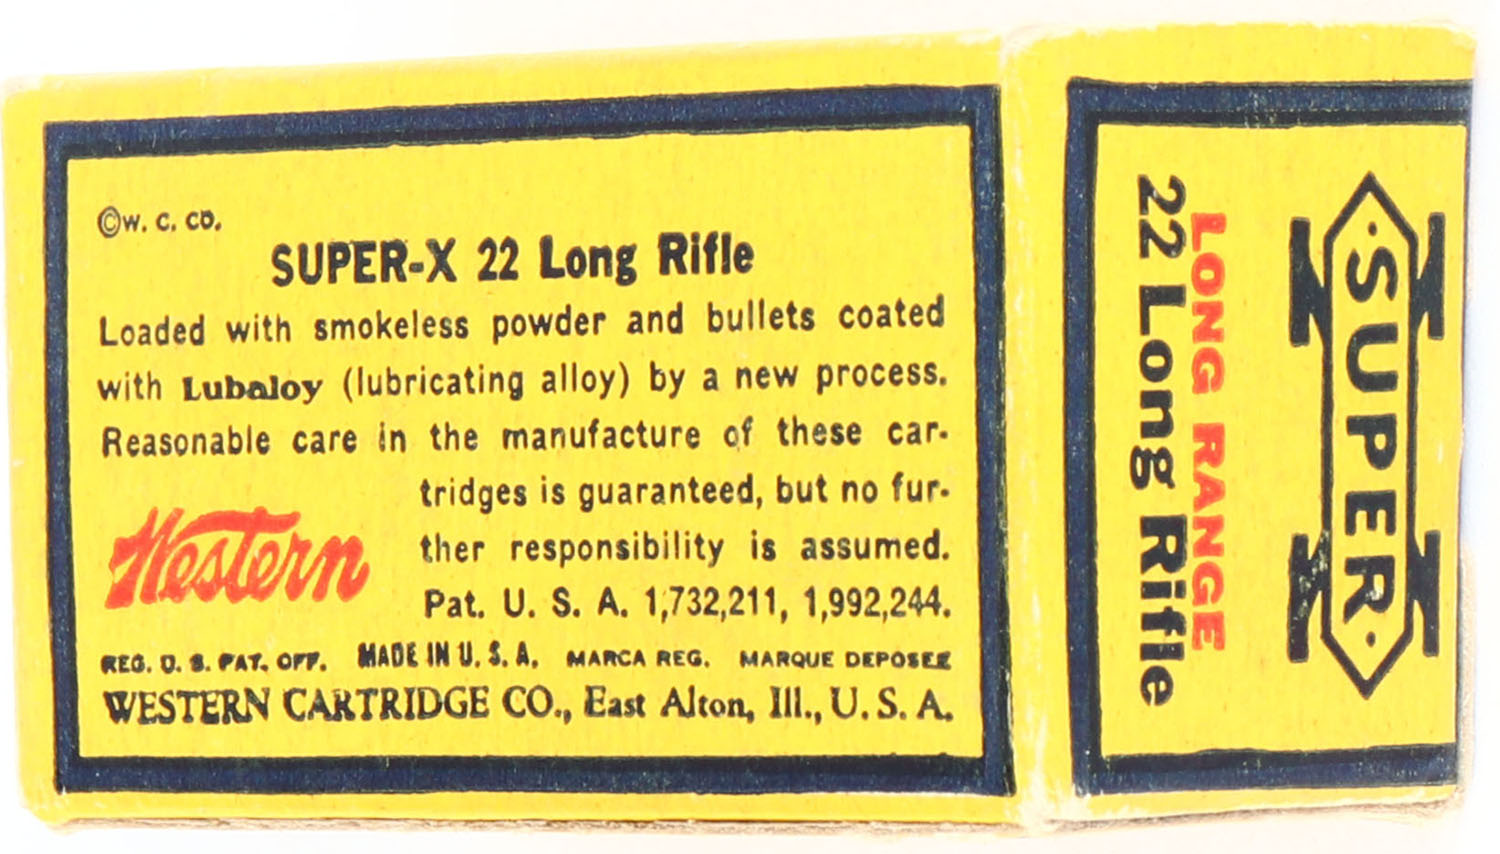 ©W. C. CO.
SUPER-X 22 Long Rifle
Loaded with smokeless powder and bullets coated
with Lubaloy (lubricating alloy) by a new process.
Reasonable care in the manufacture of these car-
tridges is guaranteed, but no fur-
ther responsibility is assumed.
Western
Pat. U. S. A. 1,732,211, 1,992,244.
REG. U. S. PAT. OFF. MADE IN U. S. A. MARCA REG. MARQUE DEPOSEE
WESTERN CARTRIDGE CO., East Alton, Ill., U. S. A.
·SUPER·
X
LONG RANGE
22 Long Rifle